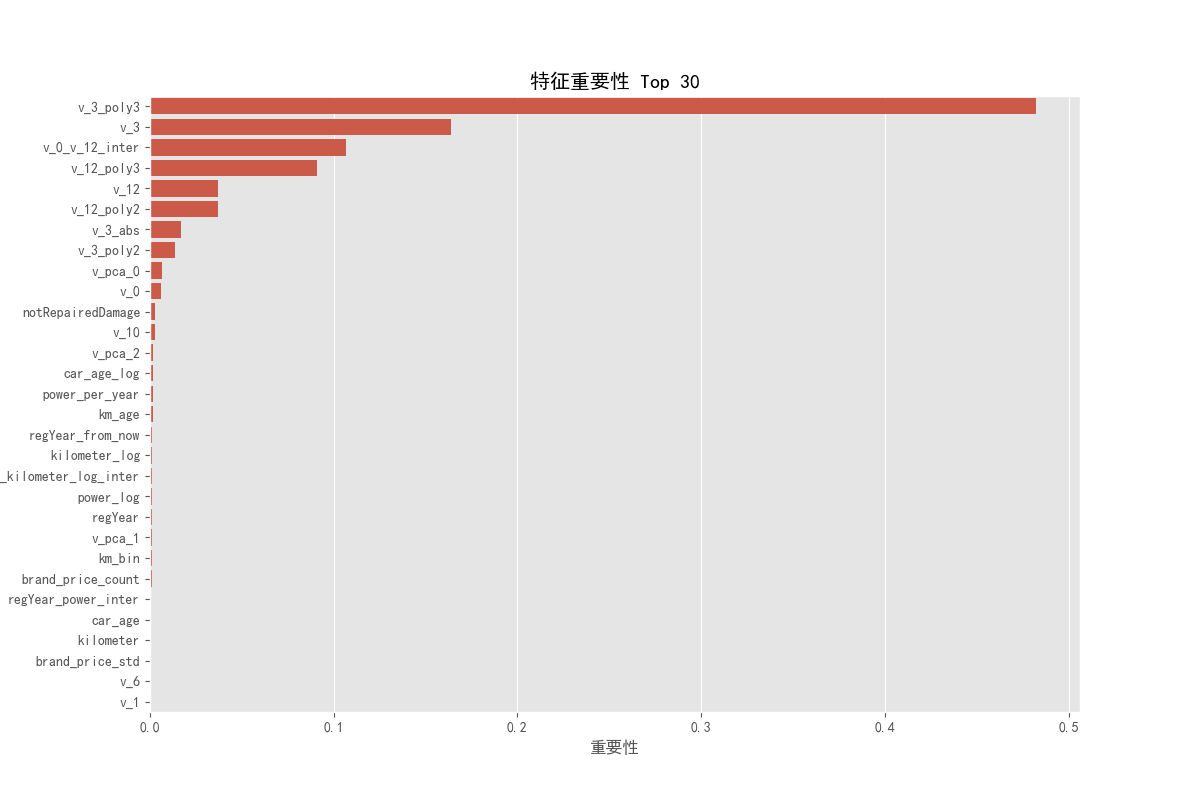 特征重要性 Top 30
v_3_poly3
v_3
v_0_v_12_inter
v_12_poly3
v_12
v_12_poly2
v_3_abs
v_3_poly2
v_pca_0
v_0
notRepairedDamage
v_10
v_pca_2
car_age_log
power_per_year
km_age
regYear_from_now
kilometer_log
_kilometer_log_inter
power_log
regYear
v_pca_1
km_bin
brand_price_count
regYear_power_inter
car_age
kilometer
brand_price_std
v_6
v_1
0.0 0.1 0.2 0.3 0.4 0.5
重要性